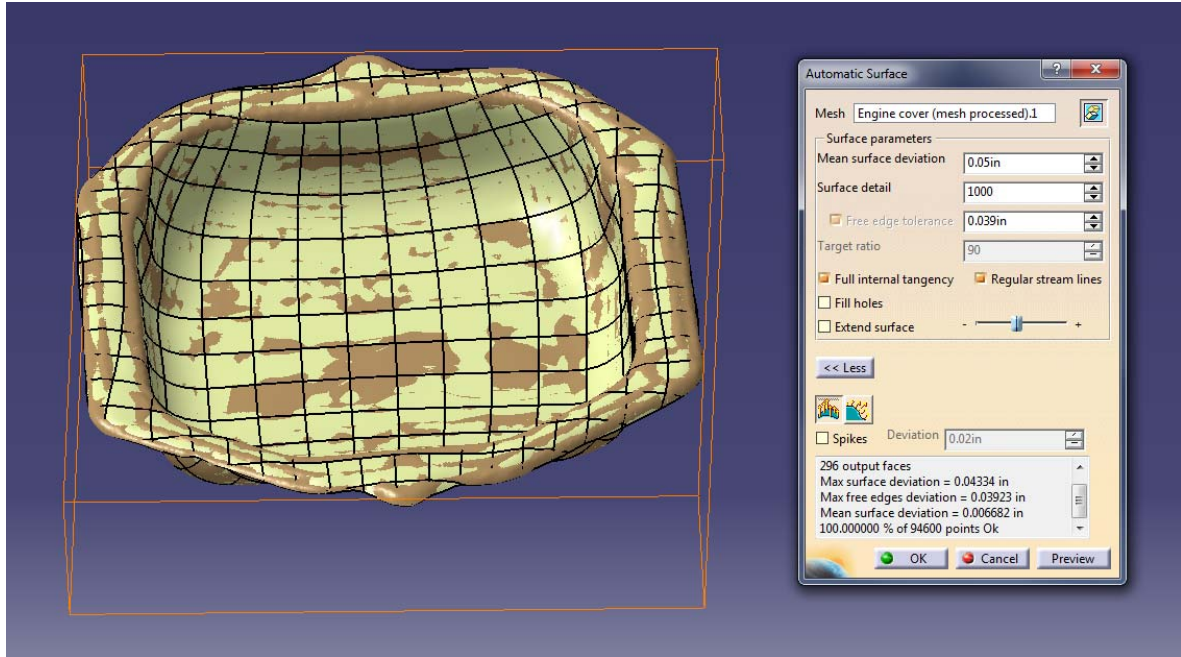 Automatic Surface
Mesh Engine cover (mesh processed).1
Surface parameters
Mean surface deviation 0.05in
Surface detail 1000
Free edge tolerance 0.039in
Target ratio 90
Full internal tangency Regular stream lines
Fill holes
Extend surface - +
<< Less
Spikes Deviation 0.02in
296 output faces
Max surface deviation = 0.04334 in
Max free edges deviation = 0.03923 in
Mean surface deviation = 0.006682 in
100.000000 % of 94600 points Ok
OK Cancel Preview